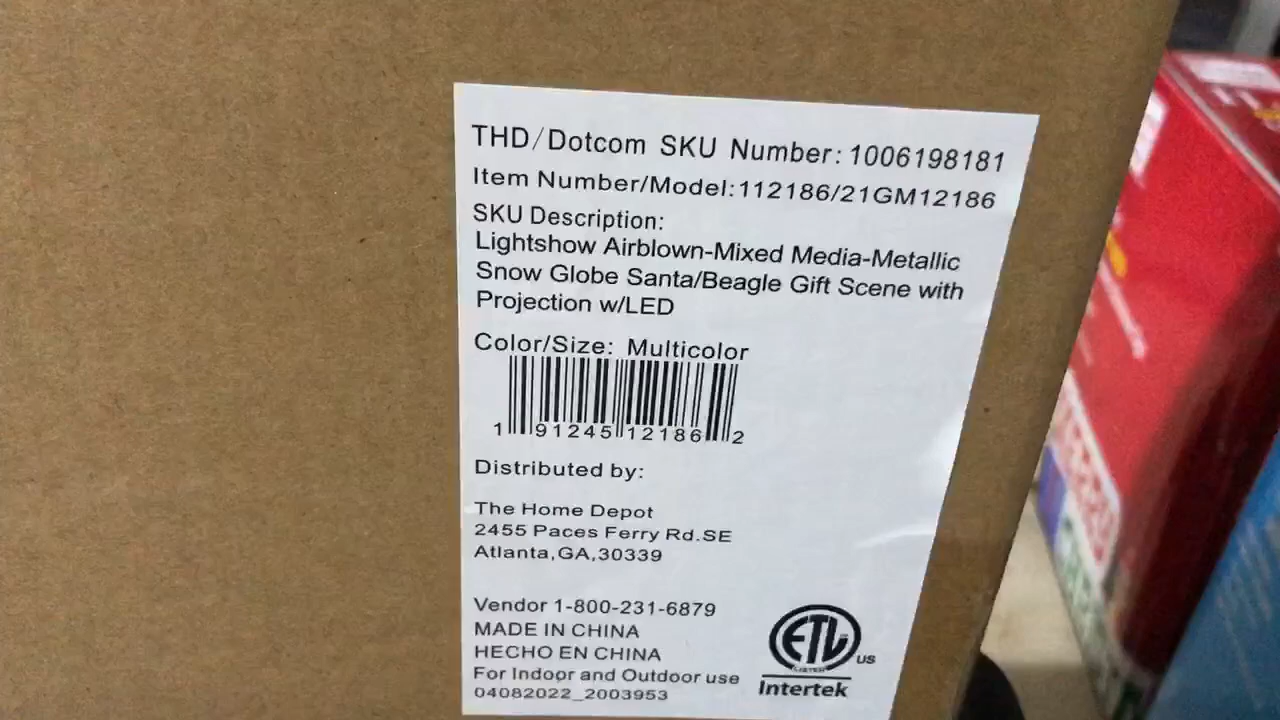 THD/Dotcom SKU Number: 1006198181
Item Number/Model:112186/21GM12186
SKU Description:
Lightshow Airblown-Mixed Media-Metallic
Snow Globe Santa/Beagle Gift Scene with
Projection w/LED
Color/Size: Multicolor
1 91245 12186 2
Distributed by:
The Home Depot
2455 Paces Ferry Rd.SE
Atlanta,GA,30339
Vendor 1-800-231-6879
MADE IN CHINA
HECHO EN CHINA
For Indoor and Outdoor use
04082022_2003953
ETL
LISTED
US
Intertek